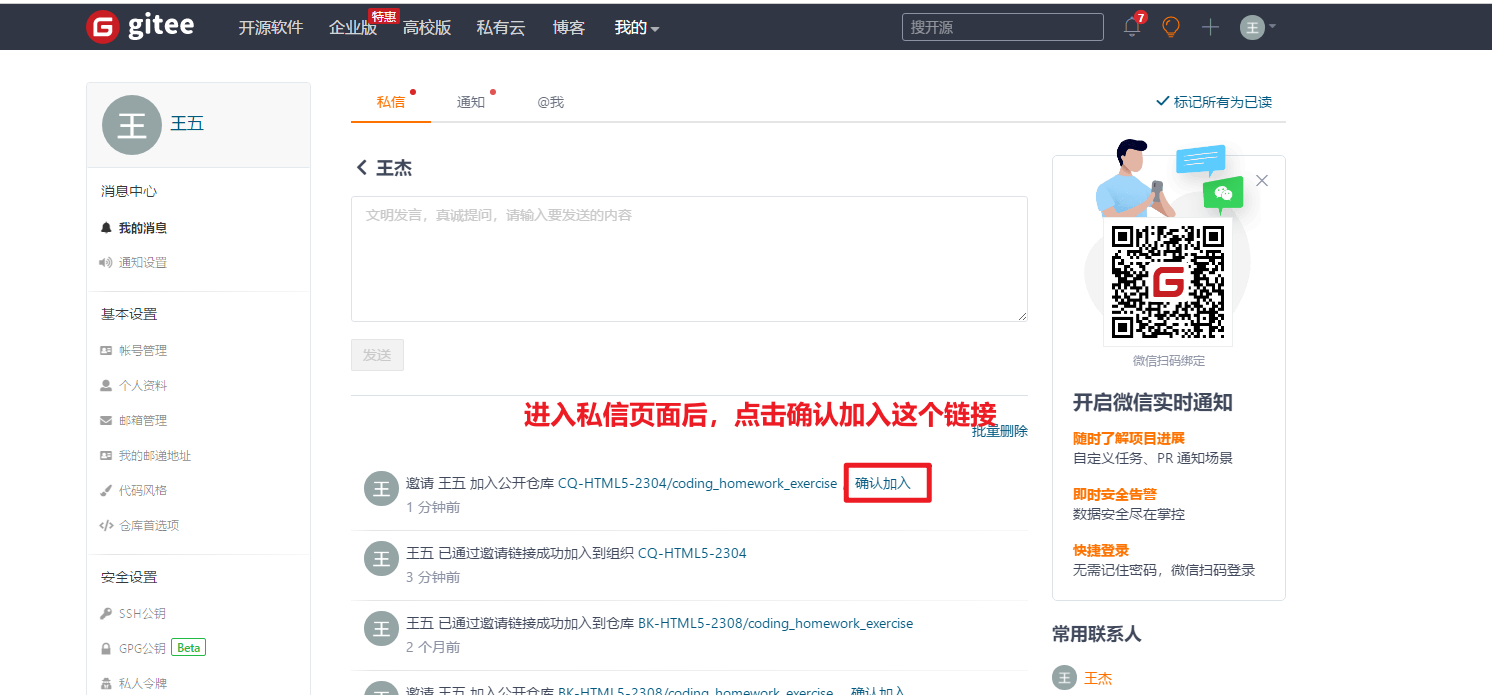 gitee 开源软件 企业版 特惠 高校版 私有云 博客 我的 搜开源 7 王
王 王五
消息中心
我的消息
通知设置
基本设置
帐号管理
个人资料
邮箱管理
我的邮递地址
代码风格
仓库首选项
安全设置
SSH公钥
GPG公钥 Beta
私人令牌
私信 通知 @我 标记所有为已读
王杰
文明发言，真诚提问，请输入要发送的内容
发送
进入私信页面后，点击确认加入这个链接
批量删除
王 邀请 王五 加入公开仓库 CQ-HTML5-2304/coding_homework_exercise 确认加入
1 分钟前
王 王五 已通过邀请链接成功加入到组织 CQ-HTML5-2304
3 分钟前
王 王五 已通过邀请链接成功加入到仓库 BK-HTML5-2308/coding_homework_exercise
2 个月前
邀请 王五 加入公开仓库 BK-HTML5-2308/coding_homework_exercise 确认加入
微信扫码绑定
开启微信实时通知
随时了解项目进展
自定义任务、PR 通知场景
即时安全告警
数据安全尽在掌控
快捷登录
无需记住密码，微信扫码登录
常用联系人
王 王杰